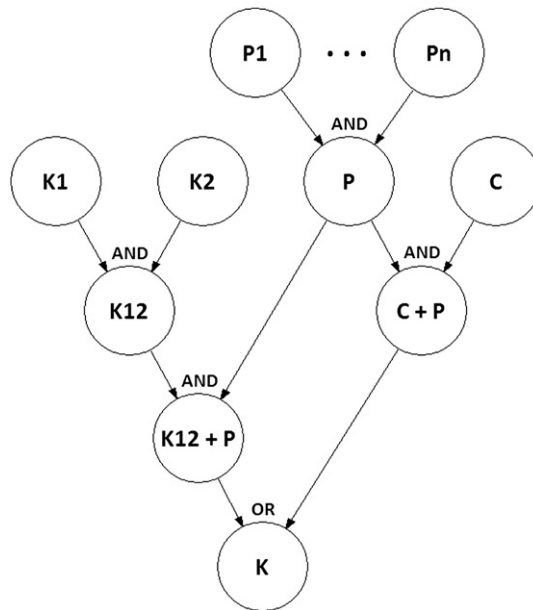 P1 • • • Pn
AND
K1 K2 P C
AND AND
K12 C + P
AND
K12 + P
OR
K